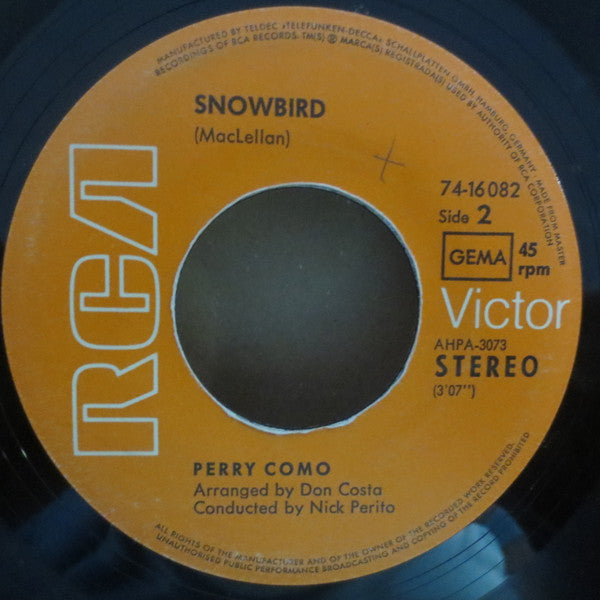 MANUFACTURED BY TELDEC »TELEFUNKEN-DECCA« SCHALLPLATTEN GMBH, HAMBURG, GERMANY · MADE FROM MASTER
RECORDINGS OF RCA RECORDS. TM(S) ® MARCA(S) REGISTRADA(S) USED BY AUTHORITY OF RCA CORPORATION
SNOWBIRD
(MacLellan)
RCA
74-16082
Side 2
GEMA
45
rpm
Victor
AHPA-3073
STEREO
(3'07'')
PERRY COMO
Arranged by Don Costa
Conducted by Nick Perito
ALL RIGHTS OF THE MANUFACTURER AND OF THE OWNER OF THE RECORDED WORK RESERVED.
UNAUTHORISED PUBLIC PERFORMANCE BROADCASTING AND COPYING OF THE RECORD PROHIBITED